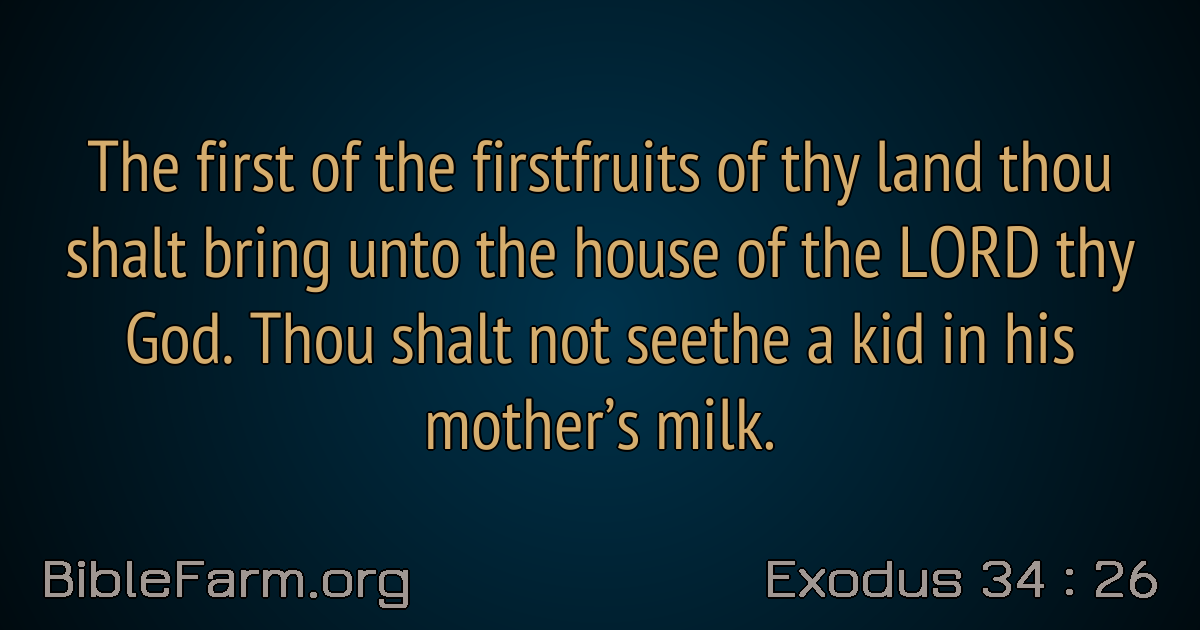 The first of the firstfruits of thy land thou
shalt bring unto the house of the LORD thy
God. Thou shalt not seethe a kid in his
mother’s milk.
BibleFarm.org
Exodus 34 : 26